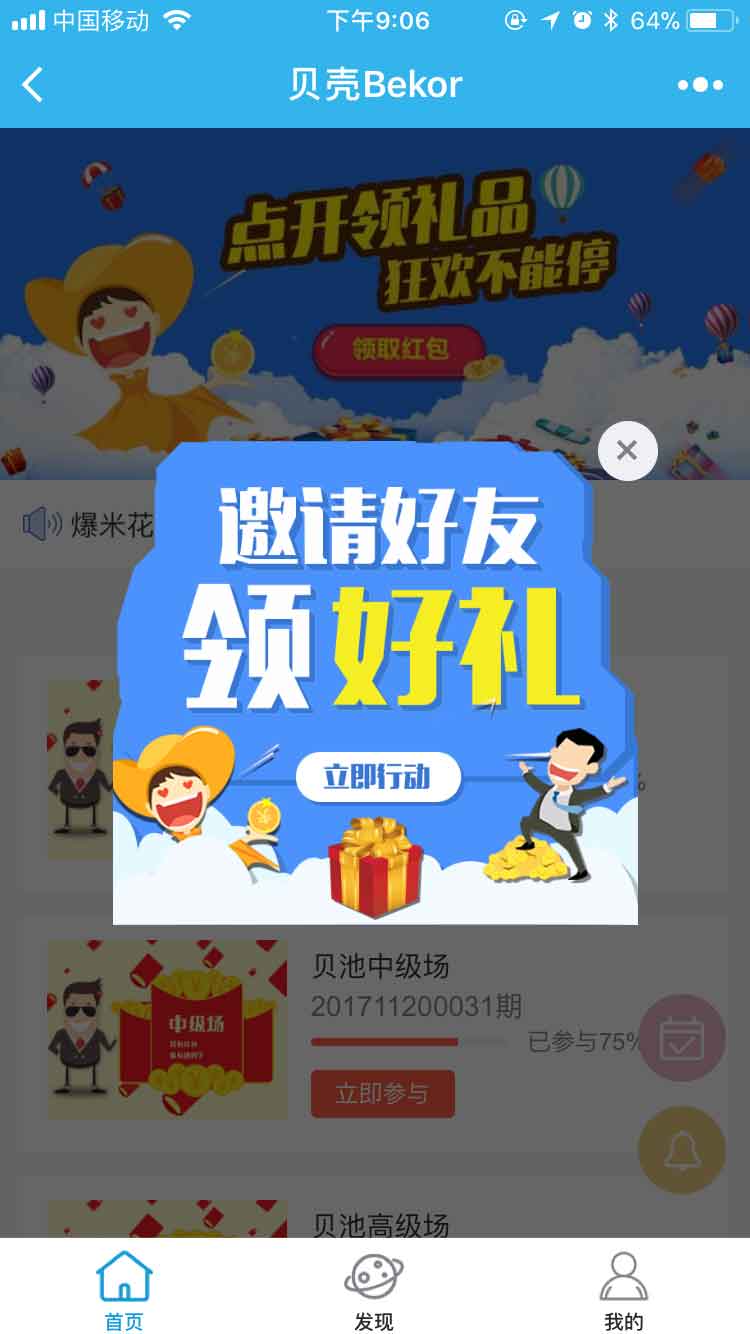 中国移动
下午9:06
64%
贝壳Bekor
点开领礼品
狂欢不能停
领取红包
爆米花
邀请好友
领好礼
立即行动
%
中级场
贝池中级场
201711200031期
已参与75%
立即参与
贝池高级场
首页
发现
我的